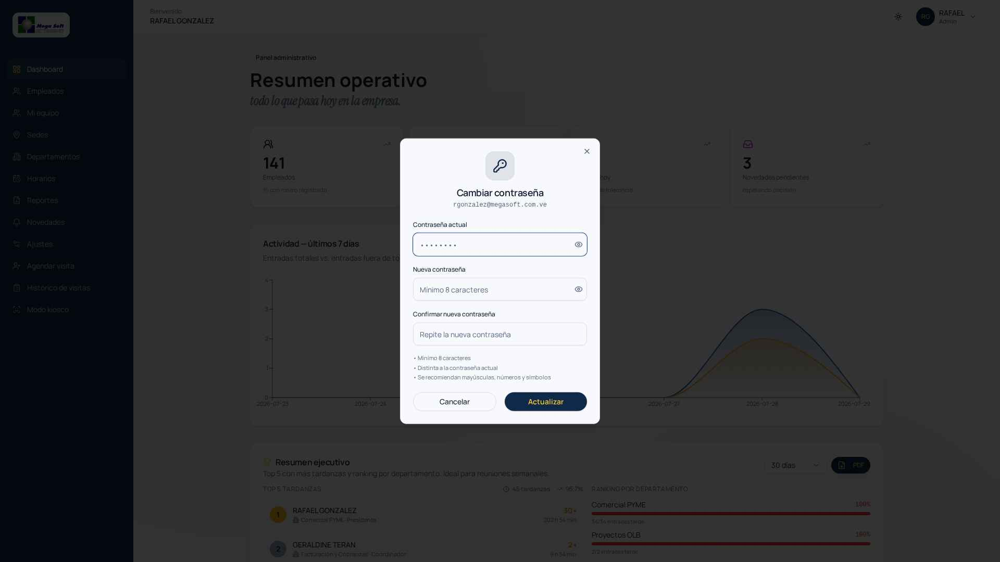 Mega Soft
Bienvenido
RAFAEL GONZALEZ
RG
RAFAEL
Admin
Dashboard
Empleados
Mi equipo
Sedes
Departamentos
Horarios
Reportes
Novedades
Ajustes
Agendar visita
Histórico de visitas
Modo kiosco
Panel administrativo
Resumen operativo
todo lo que pasa hoy en la empresa.
141
Empleados
15 con rostro registrado
hoy
de tolerancia
3
Novedades pendientes
esperando decisión
Cambiar contraseña
rgonzalez@megasoft.com.ve
Contraseña actual
••••••••
Nueva contraseña
Mínimo 8 caracteres
Confirmar nueva contraseña
Repite la nueva contraseña
• Mínimo 8 caracteres
• Distinta a la contraseña actual
• Se recomiendan mayúsculas, números y símbolos
Cancelar
Actualizar
Actividad — últimos 7 días
Entradas totales vs. entradas fuera de to
4
3
2
1
0
2026-07-23
2026-07-24
2026-07-27
2026-07-28
2026-07-29
Resumen ejecutivo
Top 5 con más tardanzas y ranking por departamento. Ideal para reuniones semanales.
30 días
PDF
TOP 5 TARDANZAS
45 tardanzas
95.7%
RANKING POR DEPARTAMENTO
1
RAFAEL GONZALEZ
Comercial PYME · Presidente
30×
202 h 54 min
2
GERALDINE TERAN
Facturación y Cobranzas · Coordinador
2×
9 h 54 min
Comercial PYME
100%
34/34 entradas tarde
Proyectos OLB
100%
2/2 entradas tarde